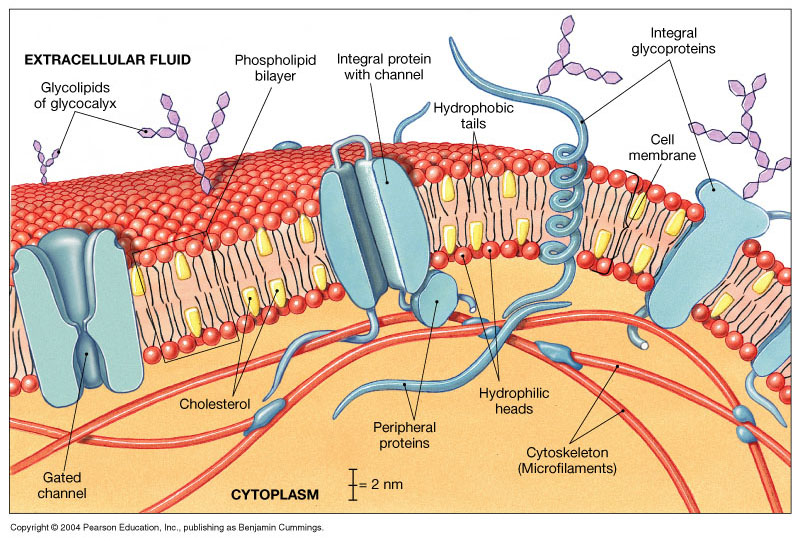 EXTRACELLULAR FLUID
Glycolipids
of glycocalyx
Phospholipid
bilayer
Integral protein
with channel
Integral
glycoproteins
Hydrophobic
tails
Cell
membrane
Cholesterol
Gated
channel
Peripheral
proteins
Hydrophilic
heads
Cytoskeleton
(Microfilaments)
CYTOPLASM
= 2 nm
Copyright © 2004 Pearson Education, Inc., publishing as Benjamin Cummings.